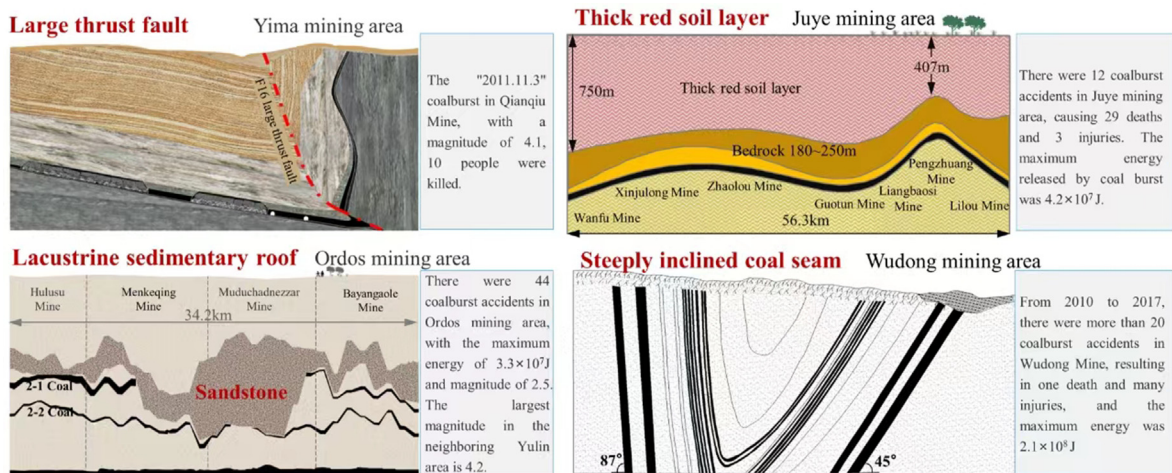 Large thrust fault
Yima mining area
F16 large thrust fault
The "2011.11.3"
coalburst in Qianqiu
Mine, with a
magnitude of 4.1,
10 people were
killed.
Thick red soil layer
Juye mining area
750m
407m
Thick red soil layer
Bedrock 180~250m
Pengzhuang
Mine
Xinjulong Mine
Zhaolou Mine
Liangbaosi
Mine
Guotun Mine
Lilou Mine
Wanfu Mine
56.3km
There were 12 coalburst
accidents in Juye mining
area, causing 29 deaths
and 3 injuries. The
maximum energy
released by coal burst
was 4.2×10⁷J.
Lacustrine sedimentary roof
Ordos mining area
Hulusu
Mine
Menkeqing
Mine
Muduchadnezzar
Mine
Bayangaole
Mine
34.2km
Sandstone
2-1 Coal
2-2 Coal
There were 44
coalburst accidents in
Ordos mining area,
with the maximum
energy of 3.3×10⁷J
and magnitude of 2.5.
The largest
magnitude in the
neighboring Yulin
area is 4.2.
Steeply inclined coal seam
Wudong mining area
87°
45°
From 2010 to 2017,
there were more than 20
coalburst accidents in
Wudong Mine, resulting
in one death and many
injuries, and the
maximum energy was
2.1×10⁸J